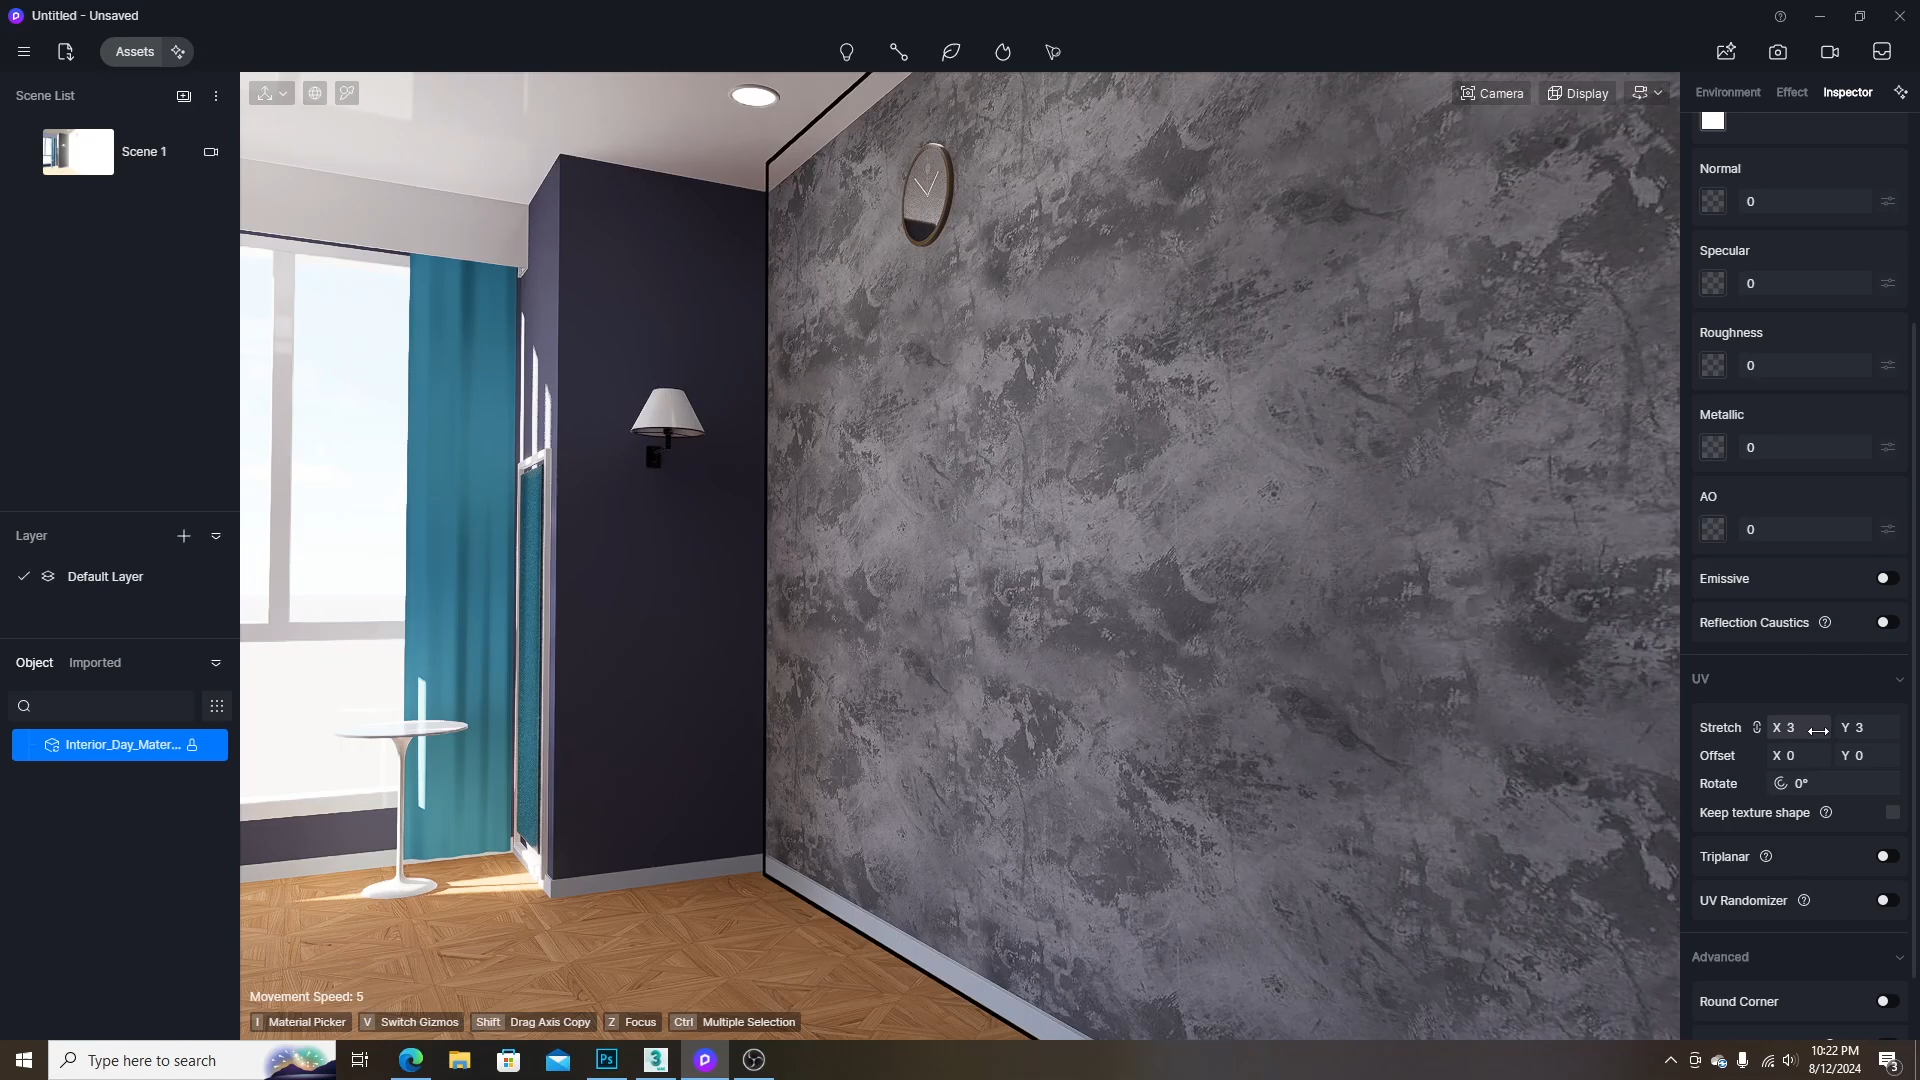 Untitled - Unsaved
Assets
Scene List
Scene 1
Layer
Default Layer
Object Imported
Interior_Day_Mater...
Camera Display
Movement Speed: 5
I Material Picker V Switch Gizmos Shift Drag Axis Copy Z Focus Ctrl Multiple Selection
Environment Effect Inspector
Normal
0
Specular
0
Roughness
0
Metallic
0
AO
0
Emissive
Reflection Caustics
UV
Stretch X 3 Y 3
Offset X 0 Y 0
Rotate 0°
Keep texture shape
Triplanar
UV Randomizer
Advanced
Round Corner
Type here to search
Ps
3
10:22 PM
8/12/2024
3